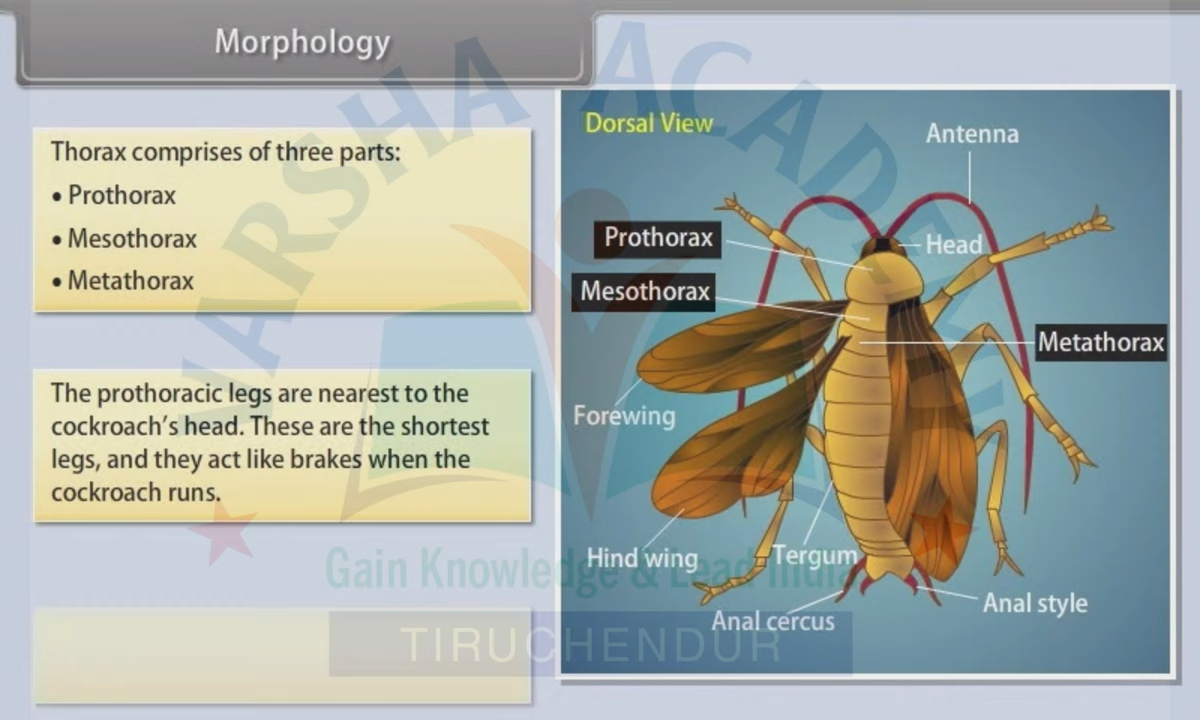 Morphology
Thorax comprises of three parts:
• Prothorax
• Mesothorax
• Metathorax
The prothoracic legs are nearest to the
cockroach's head. These are the shortest
legs, and they act like brakes when the
cockroach runs.
Dorsal View
Antenna
Prothorax
Head
Mesothorax
Metathorax
Forewing
Hind wing
Tergum
Anal style
Anal cercus
VARSHA ACADEMY
Gain Knowledge & Lead India
TIRUCHENDUR